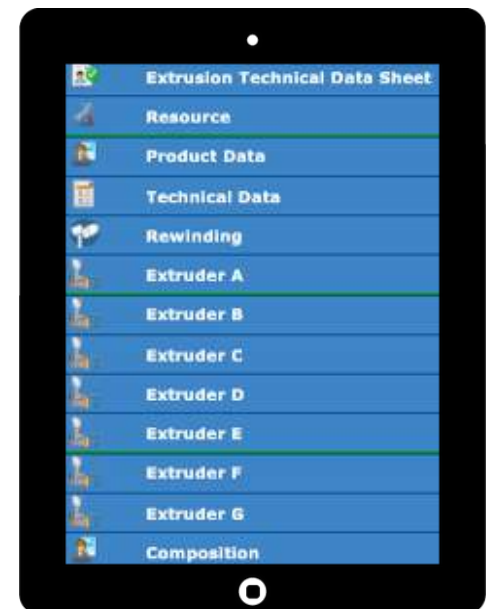 Extrusion Technical Data Sheet
Resource
Product Data
Technical Data
Rewinding
Extruder A
Extruder B
Extruder C
Extruder D
Extruder E
Extruder F
Extruder G
Composition